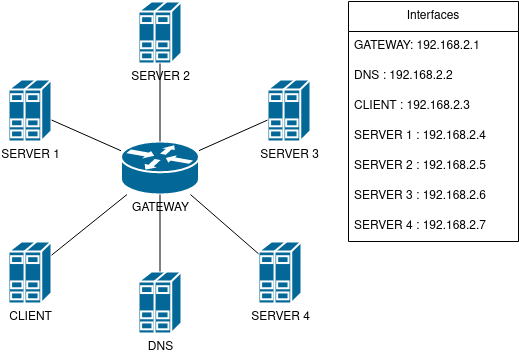 SERVER 2
SERVER 1
SERVER 3
GATEWAY
CLIENT
SERVER 4
DNS
Interfaces
GATEWAY: 192.168.2.1
DNS : 192.168.2.2
CLIENT : 192.168.2.3
SERVER 1 : 192.168.2.4
SERVER 2 : 192.168.2.5
SERVER 3 : 192.168.2.6
SERVER 4 : 192.168.2.7